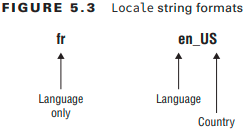 FIGURE 5.3 Locale string formats
fr en_US
Language only
Language
Country